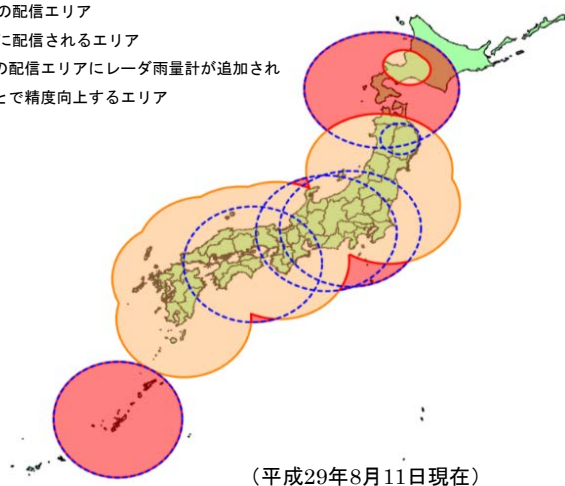 の配信エリア
に配信されるエリア
の配信エリアにレーダ雨量計が追加され
とで精度向上するエリア
（平成29年8月11日現在）